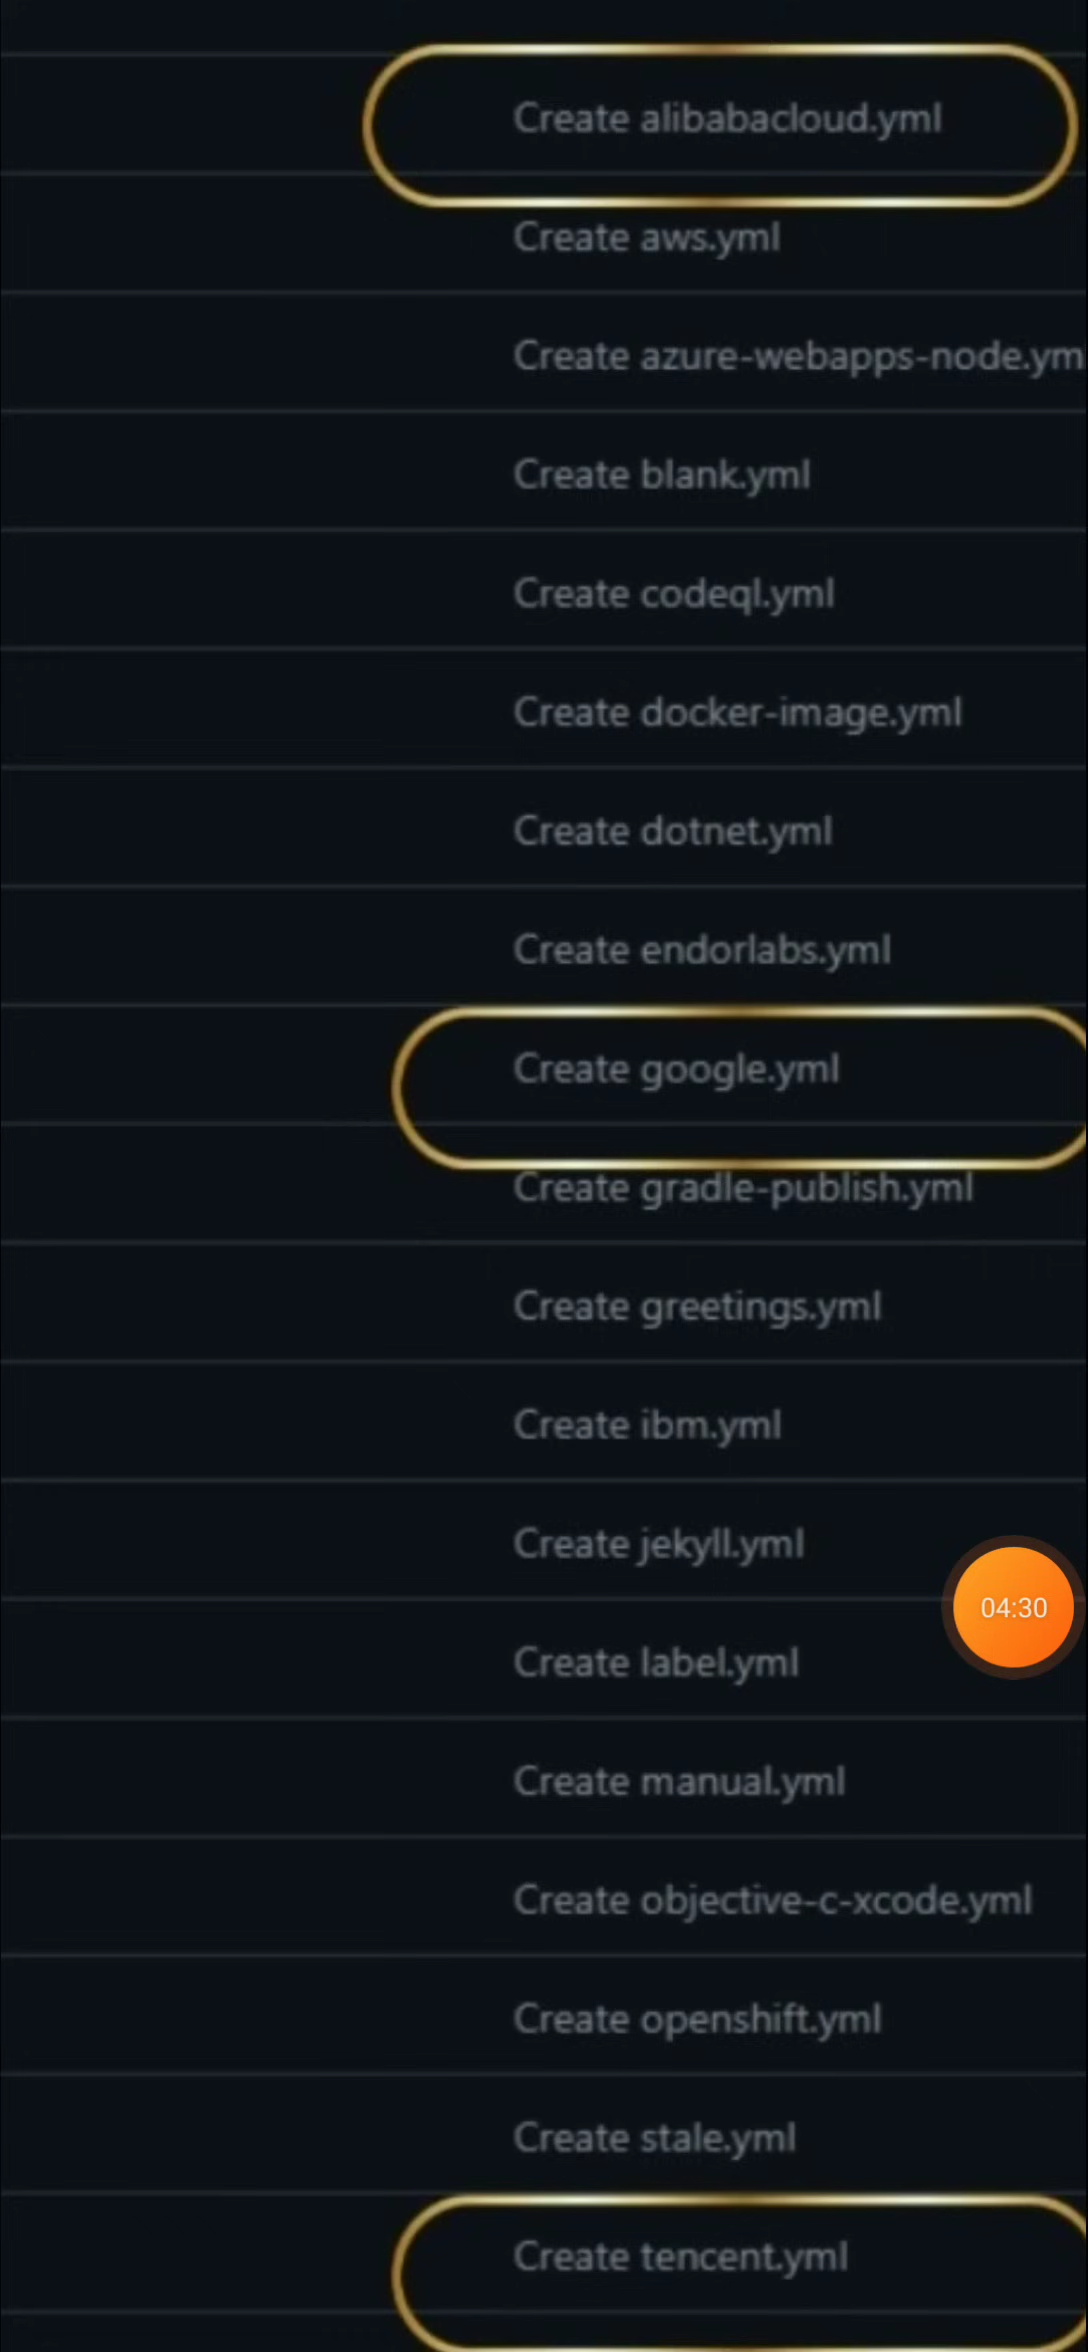 Create alibabacloud.yml
Create aws.yml
Create azure-webapps-node.ym
Create blank.yml
Create codeql.yml
Create docker-image.yml
Create dotnet.yml
Create endorlabs.yml
Create google.yml
Create gradle-publish.yml
Create greetings.yml
Create ibm.yml
Create jekyll.yml
04:30
Create label.yml
Create manual.yml
Create objective-c-xcode.yml
Create openshift.yml
Create stale.yml
Create tencent.yml